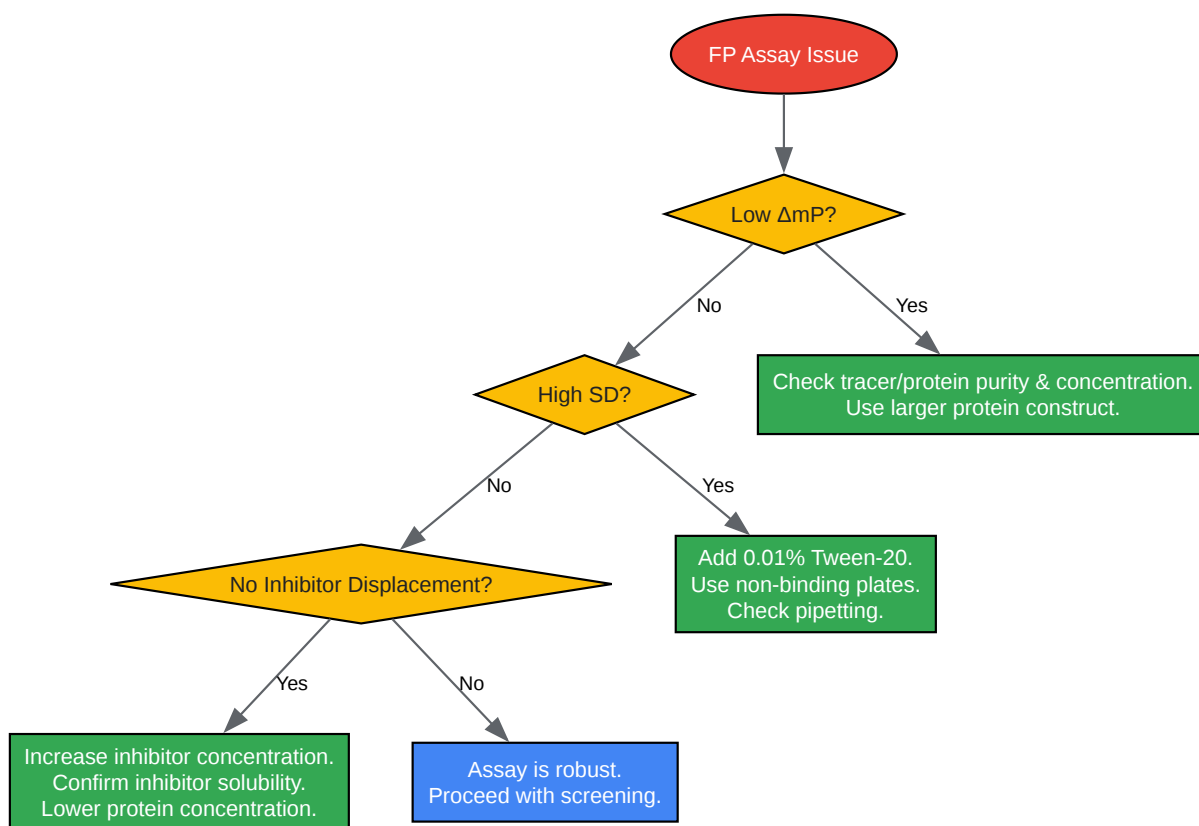 FP Assay Issue
Low ΔmP?
No
Yes
High SD?
Check tracer/protein purity & concentration.
Use larger protein construct.
No
Yes
No Inhibitor Displacement?
Add 0.01% Tween-20.
Use non-binding plates.
Check pipetting.
Yes
No
Increase inhibitor concentration.
Confirm inhibitor solubility.
Lower protein concentration.
Assay is robust.
Proceed with screening.